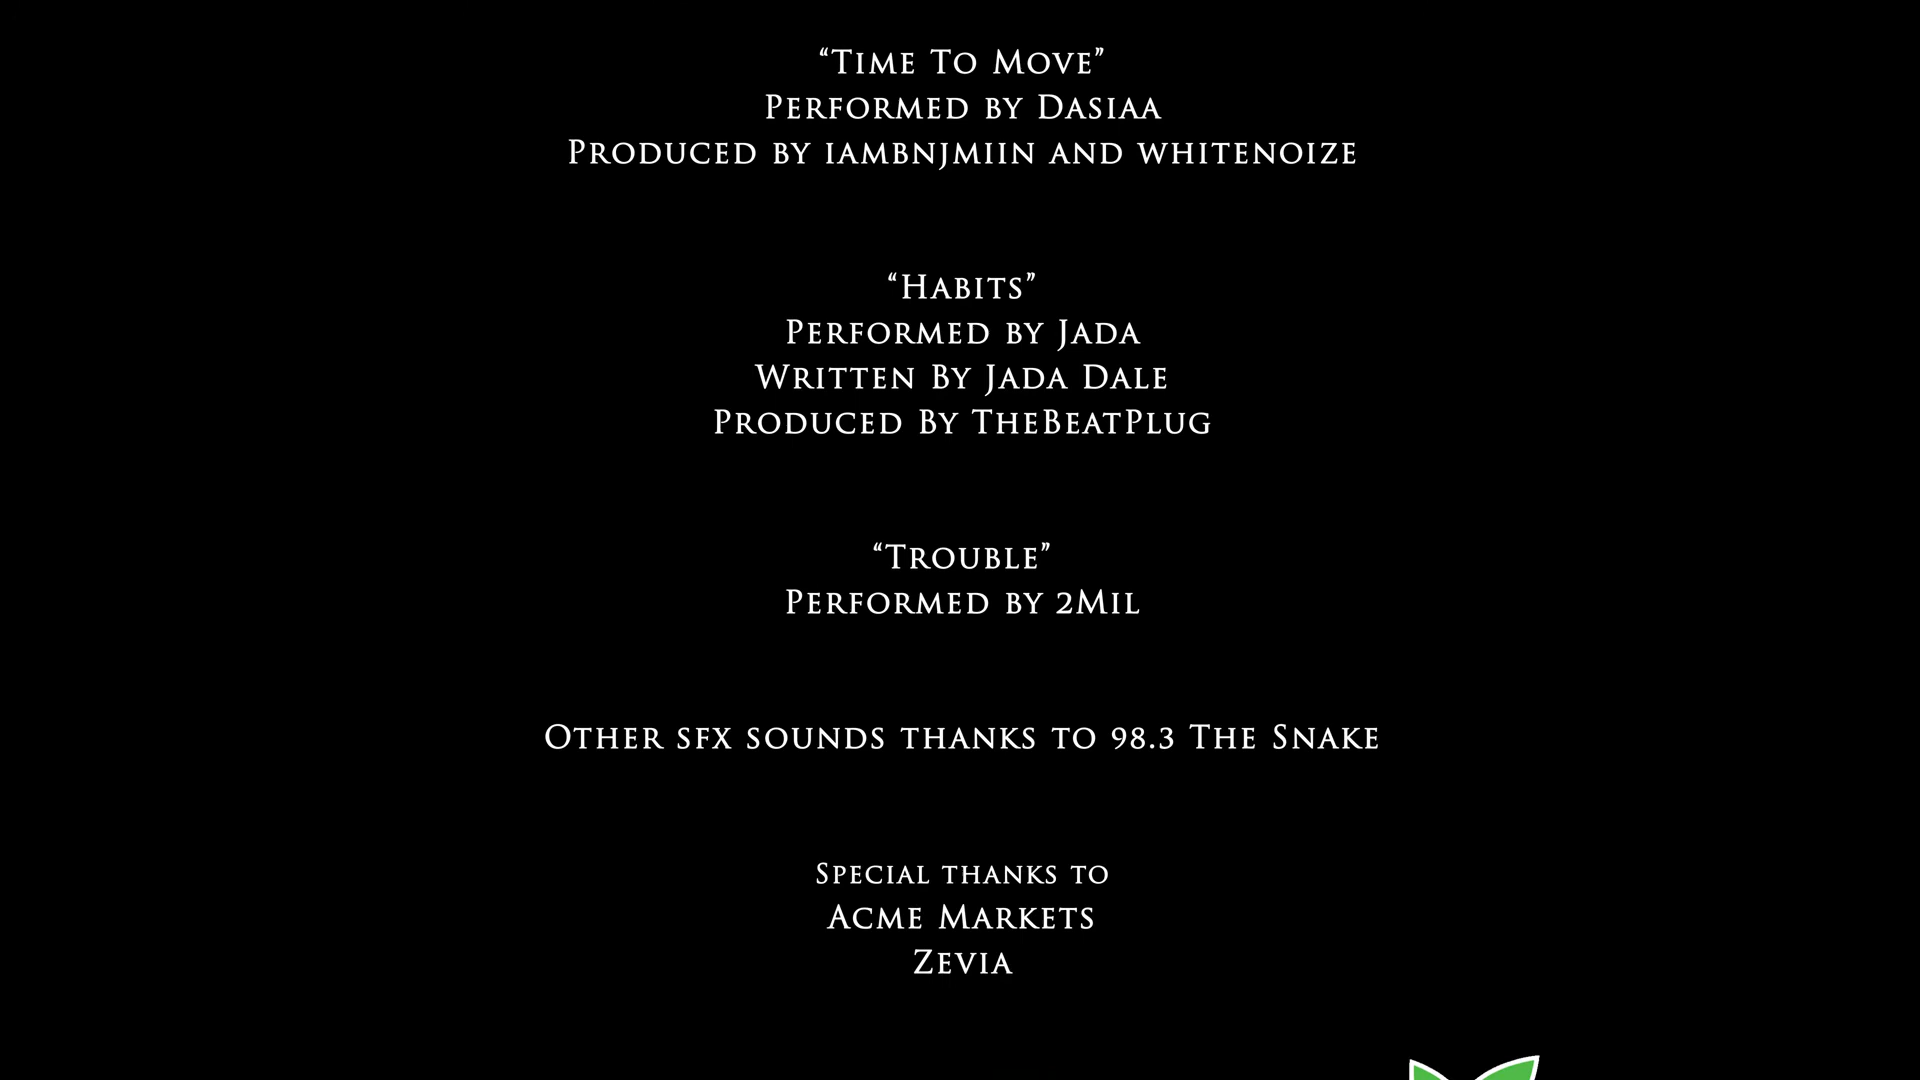 “Time To Move”
Performed by Dasiaa
Produced by iambnjmiin and whitenoize
“Habits”
Performed by Jada
Written By Jada Dale
Produced By TheBeatPlug
“Trouble”
Performed by 2Mil
Other sfx sounds thanks to 98.3 The Snake
Special thanks to
Acme Markets
Zevia